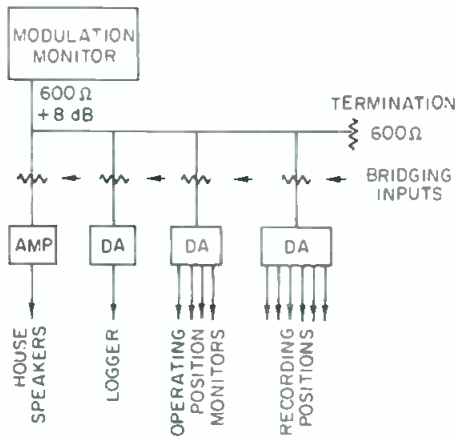 MODULATION
MONITOR
600 Ω
+8 dB
TERMINATION
600 Ω
BRIDGING
INPUTS
AMP
DA
DA
DA
HOUSE
SPEAKERS
LOGGER
OPERATING
POSITION
MONITORS
RECORDING
POSITIONS